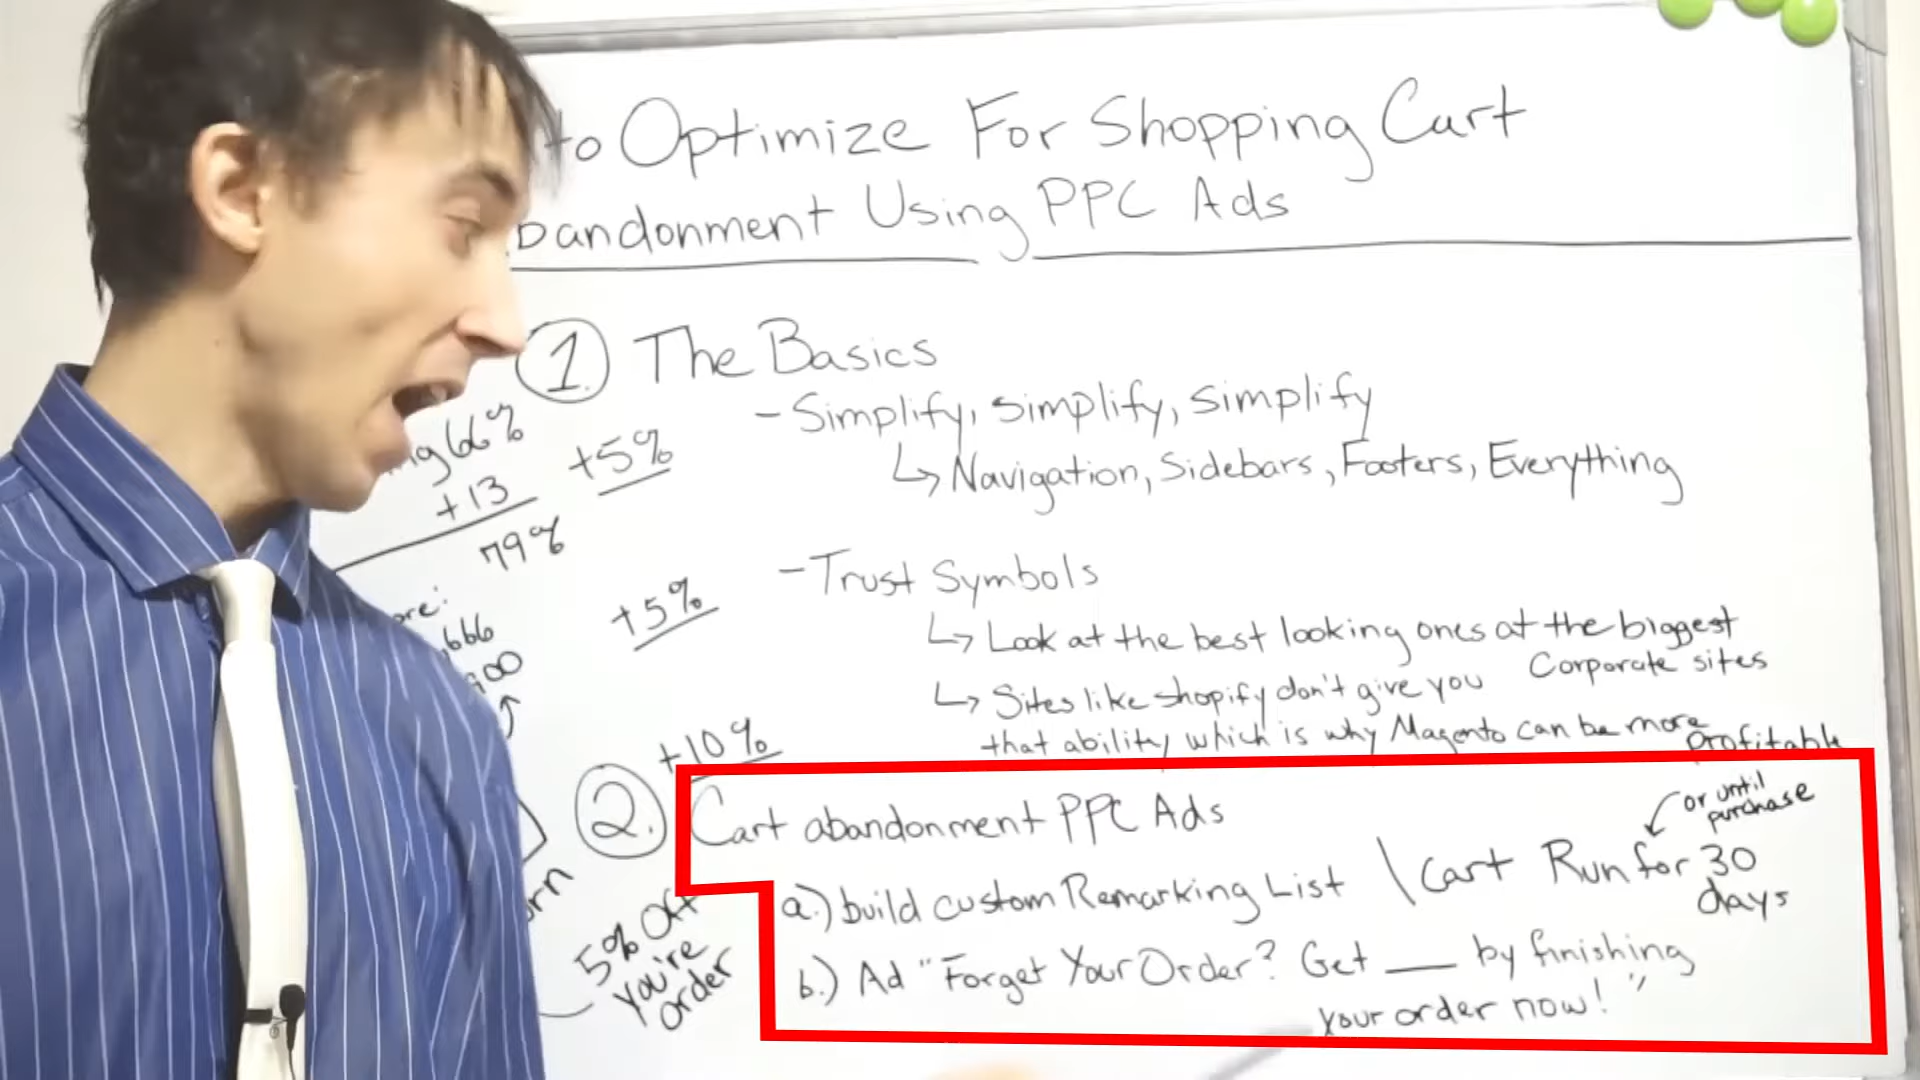 to Optimize For Shopping Cart
bandonment Using PPC Ads
1. The Basics
- Simplify, simplify, simplify
↳ Navigation, Sidebars, Footers, Everything
66%
+13
79%
+5%
- Trust Symbols
+5%
↳ Look at the best looking ones at the biggest
Corporate sites
↳ Sites like shopify don't give you
that ability which is why Magento can be more
profitable
+10%
2. Cart abandonment PPC Ads
or until
purchase
a.) build custom Remarking List \ Cart Run for 30
days
b.) Ad "Forget Your Order? Get ___ by finishing
your order now!"
5% Off
you're
order